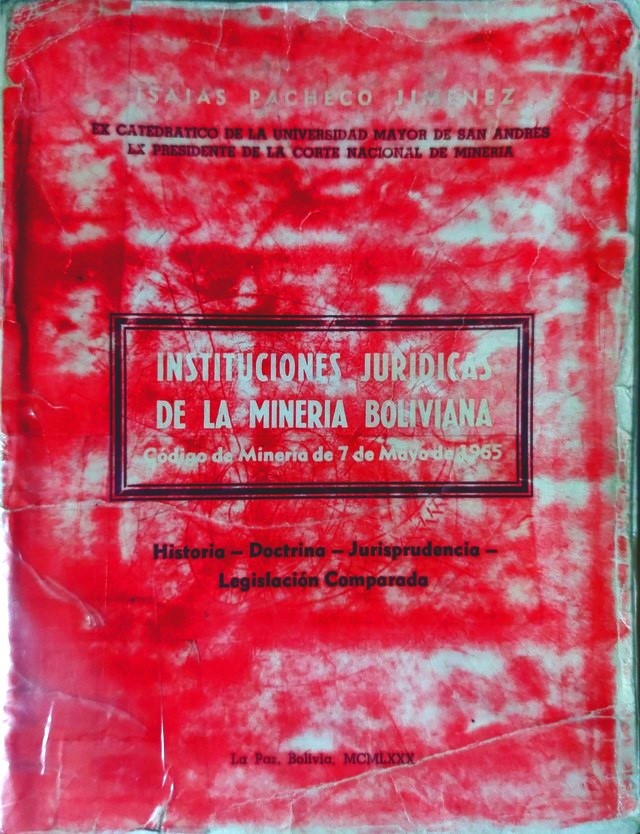 ISAIAS PACHECO JIMENEZ
EX CATEDRATICO DE LA UNIVERSIDAD MAYOR DE SAN ANDRES
EX PRESIDENTE DE LA CORTE NACIONAL DE MINERIA
INSTITUCIONES JURIDICAS
DE LA MINERIA BOLIVIANA
Código de Minería de 7 de Mayo de 1965
Historia — Doctrina — Jurisprudencia —
Legislación Comparada
La Paz, Bolivia, MCMLXXX